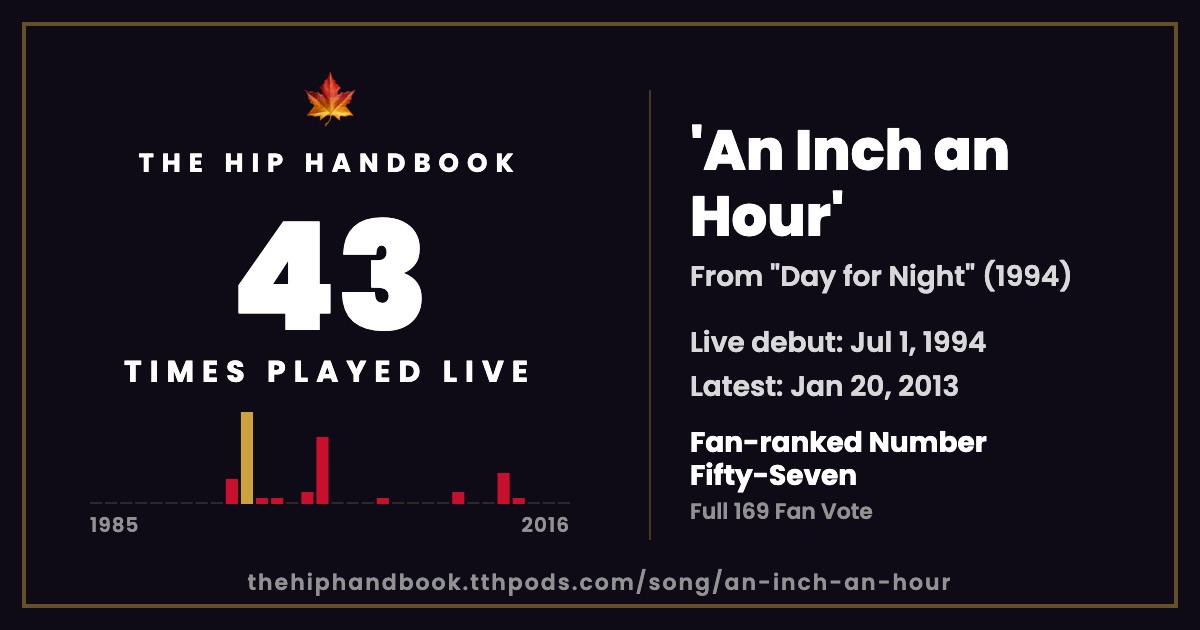 THE HIP HANDBOOK
43
TIMES PLAYED LIVE
1985
2016
'An Inch an
Hour'
From "Day for Night" (1994)
Live debut: Jul 1, 1994
Latest: Jan 20, 2013
Fan-ranked Number
Fifty-Seven
Full 169 Fan Vote
thehiphandbook.tthpods.com/song/an-inch-an-hour